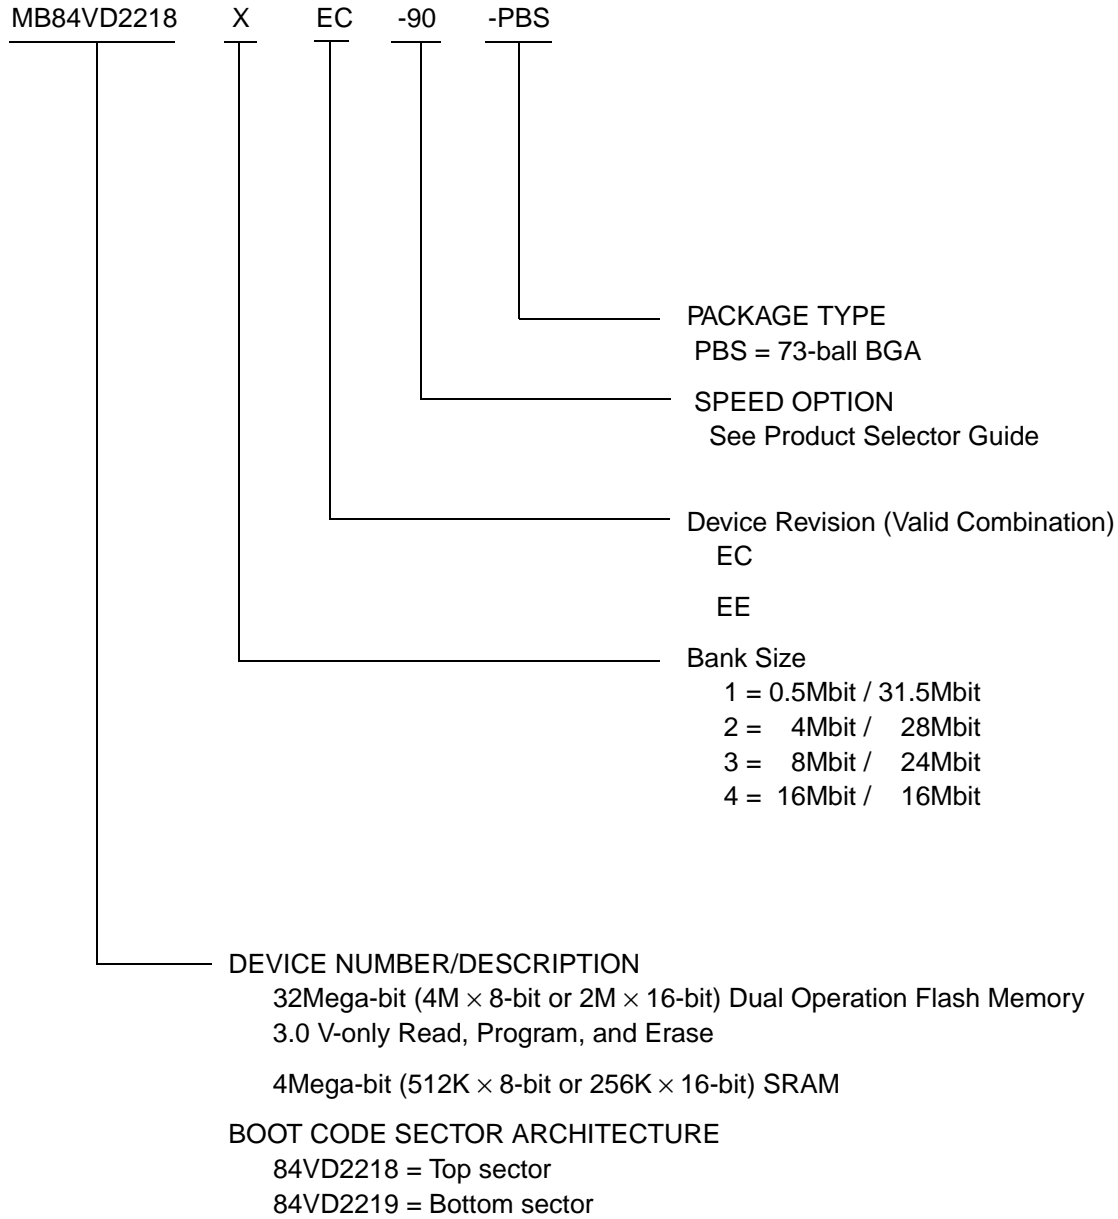 MB84VD2218 X EC -90 -PBS
PACKAGE TYPE
PBS = 73-ball BGA
SPEED OPTION
See Product Selector Guide
Device Revision (Valid Combination)
EC
EE
Bank Size
1 = 0.5Mbit / 31.5Mbit
2 = 4Mbit / 28Mbit
3 = 8Mbit / 24Mbit
4 = 16Mbit / 16Mbit
DEVICE NUMBER/DESCRIPTION
32Mega-bit (4M × 8-bit or 2M × 16-bit) Dual Operation Flash Memory
3.0 V-only Read, Program, and Erase
4Mega-bit (512K × 8-bit or 256K × 16-bit) SRAM
BOOT CODE SECTOR ARCHITECTURE
84VD2218 = Top sector
84VD2219 = Bottom sector